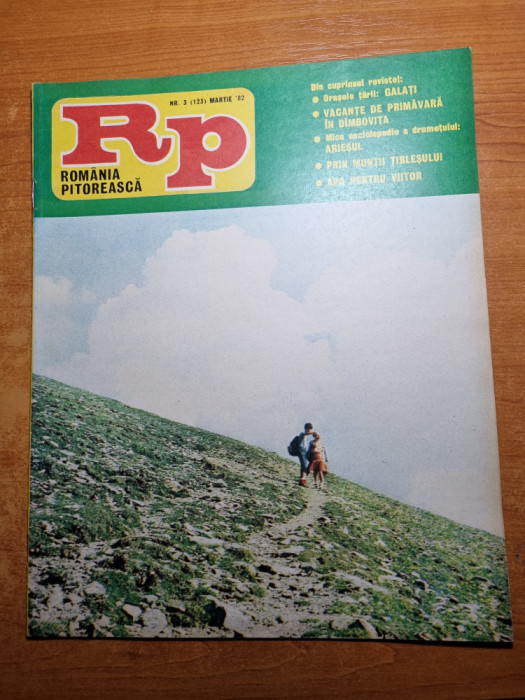 NR. 3 (123) MARTIE '82
Rp
ROMÂNIA
PITOREASCĂ
Din cuprinsul revistei:
● Orașele țării: GALAȚI
● VACANȚE DE PRIMĂVARĂ
ÎN DÎMBOVIȚA
● Mica enciclopedie a drumețului:
ARIEȘUL
● PRIN MUNȚII ȚIBLEȘULUI
● APA PENTRU VIITOR